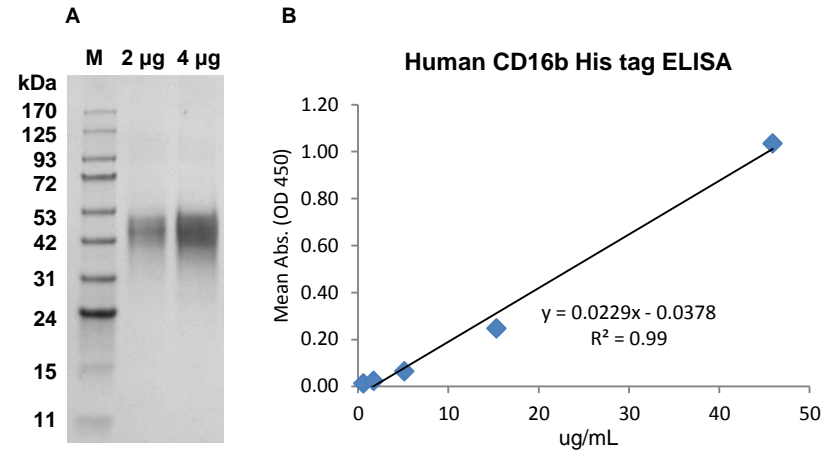 A
M 2 µg 4 µg
kDa
170
125
93
72
53
42
31
24
15
11
B
Human CD16b His tag ELISA
Mean Abs. (OD 450)
1.20
1.00
0.80
0.60
0.40
0.20
0.00
y = 0.0229x - 0.0378
R² = 0.99
0 10 20 30 40 50
ug/mL